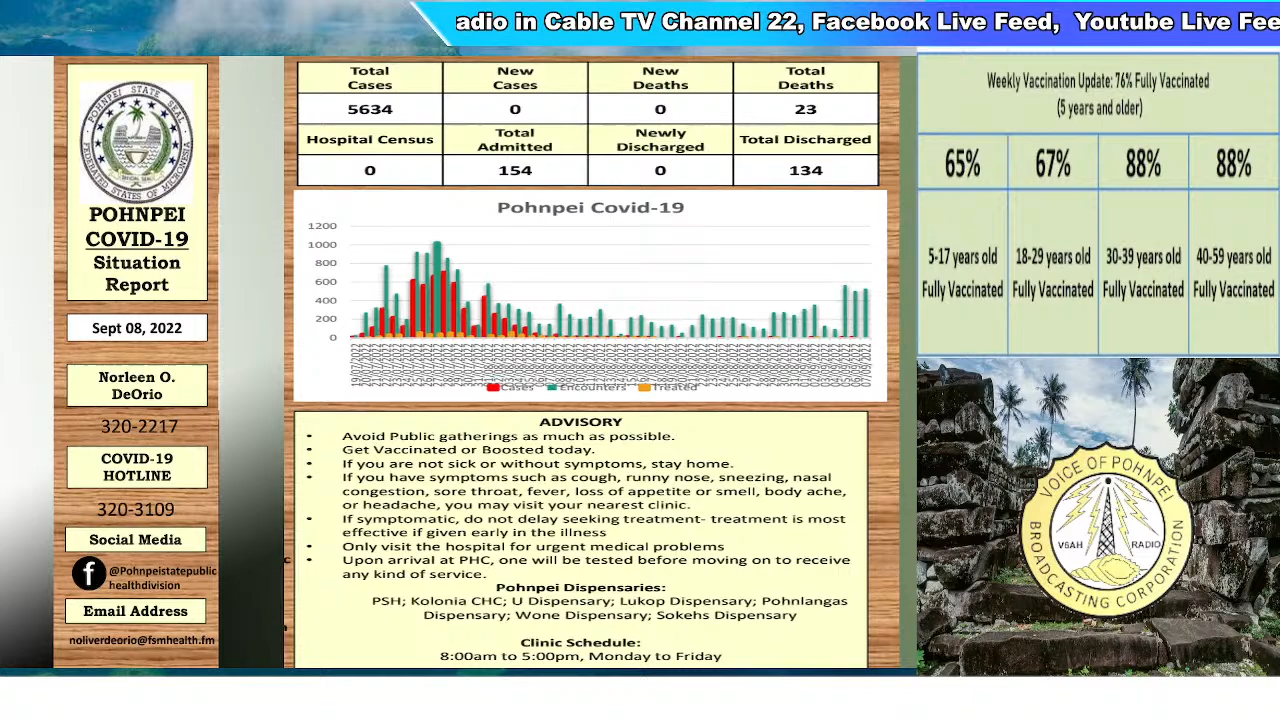 adio in Cable TV Channel 22, Facebook Live Feed, Youtube Live Fee
POHNPEI STATE SEAL
FEDERATED STATES OF MICRONESIA
POHNPEI
COVID-19
Situation
Report
Sept 08, 2022
Norleen O.
DeOrio
320-2217
COVID-19
HOTLINE
320-3109
Social Media
@Pohnpeistatepublic
healthdivision
Email Address
noliverdeorio@fsmhealth.fm
Total Cases New Cases New Deaths Total Deaths
5634 0 0 23
Hospital Census Total Admitted Newly Discharged Total Discharged
0 154 0 134
Pohnpei Covid-19
1200
1000
800
600
400
200
0
Cases Encounters Treated
ADVISORY
• Avoid Public gatherings as much as possible.
• Get Vaccinated or Boosted today.
• If you are not sick or without symptoms, stay home.
• If you have symptoms such as cough, runny nose, sneezing, nasal
congestion, sore throat, fever, loss of appetite or smell, body ache,
or headache, you may visit your nearest clinic.
• If symptomatic, do not delay seeking treatment- treatment is most
effective if given early in the illness
• Only visit the hospital for urgent medical problems
• Upon arrival at PHC, one will be tested before moving on to receive
any kind of service.
Pohnpei Dispensaries:
PSH; Kolonia CHC; U Dispensary; Lukop Dispensary; Pohnlangas
Dispensary; Wone Dispensary; Sokehs Dispensary
Clinic Schedule:
8:00am to 5:00pm, Monday to Friday
Weekly Vaccination Update: 76% Fully Vaccinated
(5 years and older)
65% 67% 88% 88%
5-17 years old 18-29 years old 30-39 years old 40-59 years old
Fully Vaccinated Fully Vaccinated Fully Vaccinated Fully Vaccinated
VOICE OF POHNPEI
V6AH RADIO
BROADCASTING CORPORATION